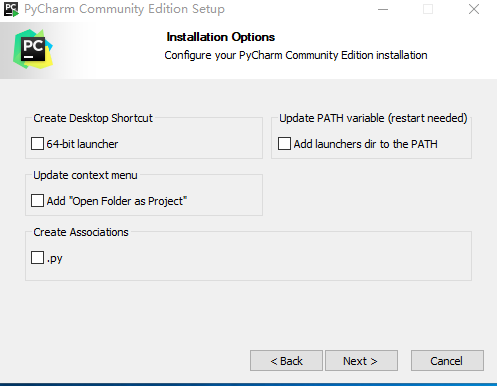 PyCharm Community Edition Setup
PC
Installation Options
Configure your PyCharm Community Edition installation
Create Desktop Shortcut
64-bit launcher
Update PATH variable (restart needed)
Add launchers dir to the PATH
Update context menu
Add "Open Folder as Project"
Create Associations
.py
< Back
Next >
Cancel